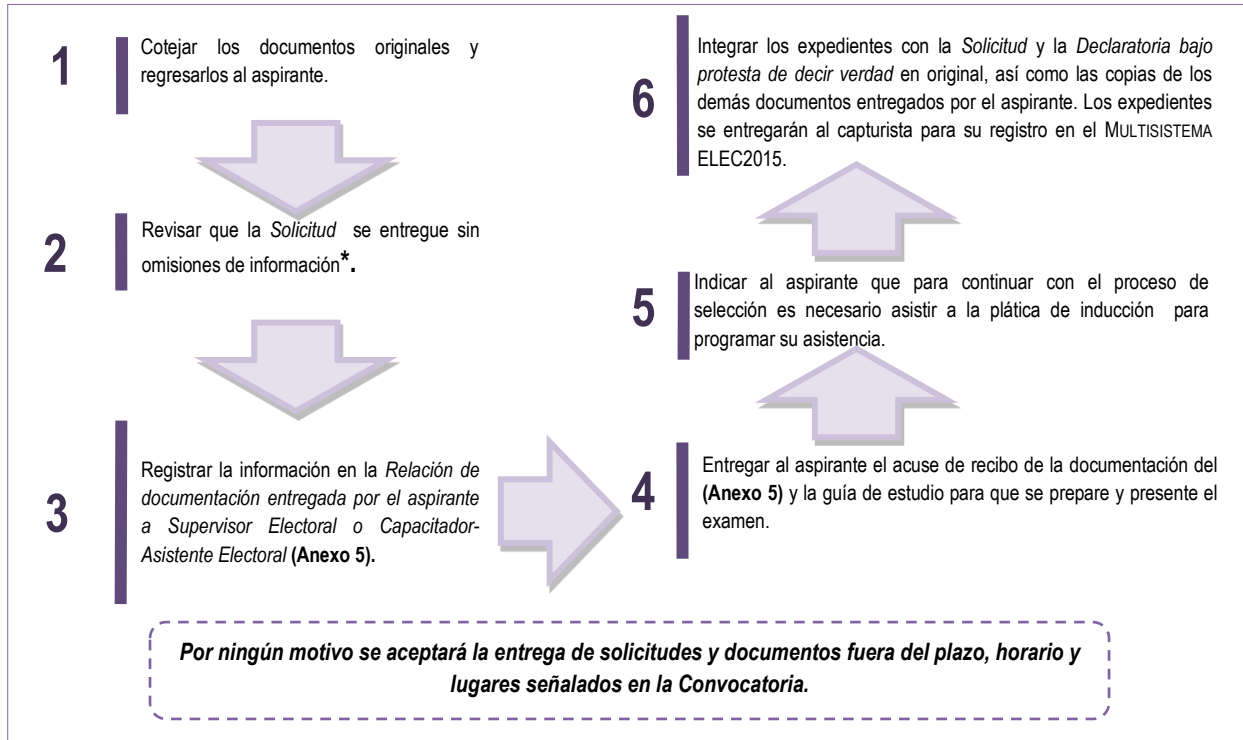 1
Cotejar los documentos originales y
regresarlos al aspirante.
2
Revisar que la Solicitud se entregue sin
omisiones de información*.
3
Registrar la información en la Relación de
documentación entregada por el aspirante
a Supervisor Electoral o Capacitador-
Asistente Electoral (Anexo 5).
4
Entregar al aspirante el acuse de recibo de la documentación del
(Anexo 5) y la guía de estudio para que se prepare y presente el
examen.
5
Indicar al aspirante que para continuar con el proceso de
selección es necesario asistir a la plática de inducción para
programar su asistencia.
6
Integrar los expedientes con la Solicitud y la Declaratoria bajo
protesta de decir verdad en original, así como las copias de los
demás documentos entregados por el aspirante. Los expedientes
se entregarán al capturista para su registro en el MULTISISTEMA
ELEC2015.
Por ningún motivo se aceptará la entrega de solicitudes y documentos fuera del plazo, horario y
lugares señalados en la Convocatoria.